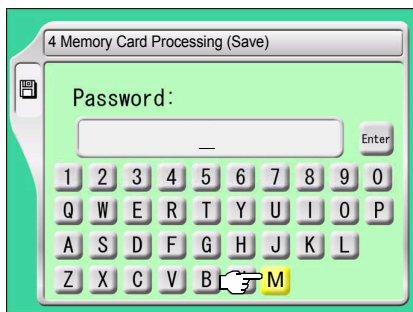 4 Memory Card Processing (Save)
Password:
_
Enter
1 2 3 4 5 6 7 8 9 0
Q W E R T Y U I O P
A S D F G H J K L
Z X C V B M